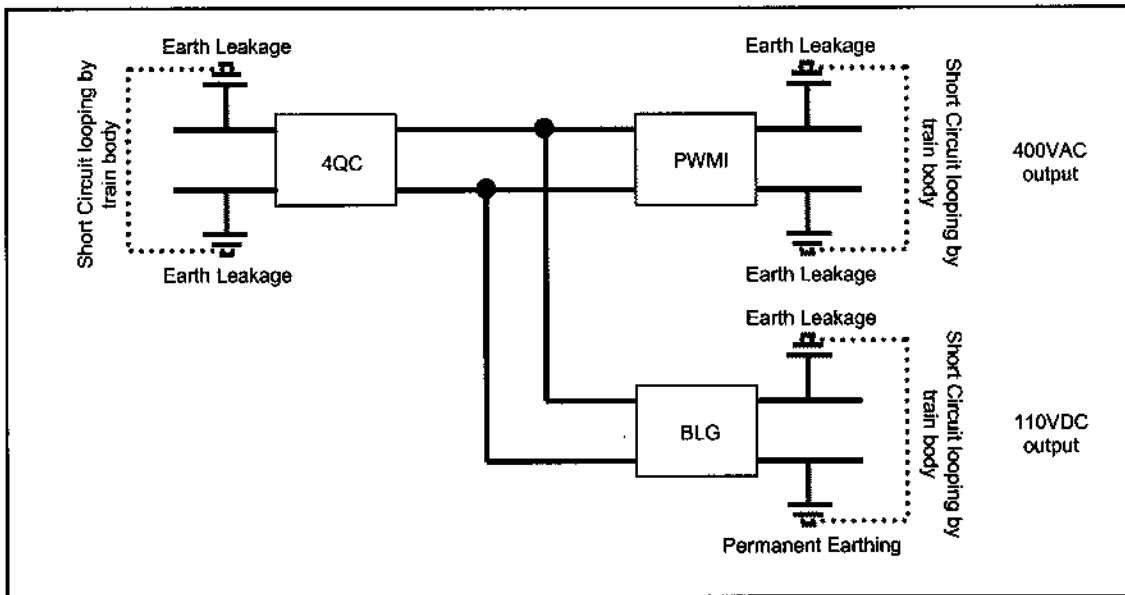 Earth Leakage
Short Circuit looping by
train body
4QC
Earth Leakage
Earth Leakage
PWMI
Short Circuit looping by
train body
400VAC
output
Earth Leakage
Earth Leakage
BLG
Short Circuit looping by
train body
110VDC
output
Permanent Earthing